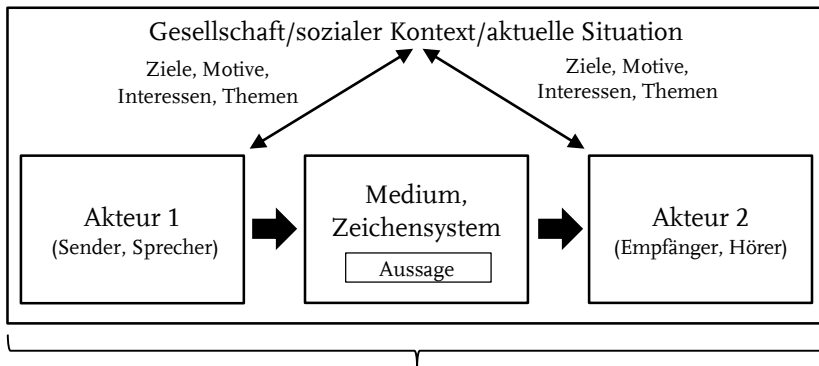 Gesellschaft/sozialer Kontext/aktuelle Situation
Ziele, Motive,
Interessen, Themen
Ziele, Motive,
Interessen, Themen
Akteur 1
(Sender, Sprecher)
Medium,
Zeichensystem
Aussage
Akteur 2
(Empfänger, Hörer)